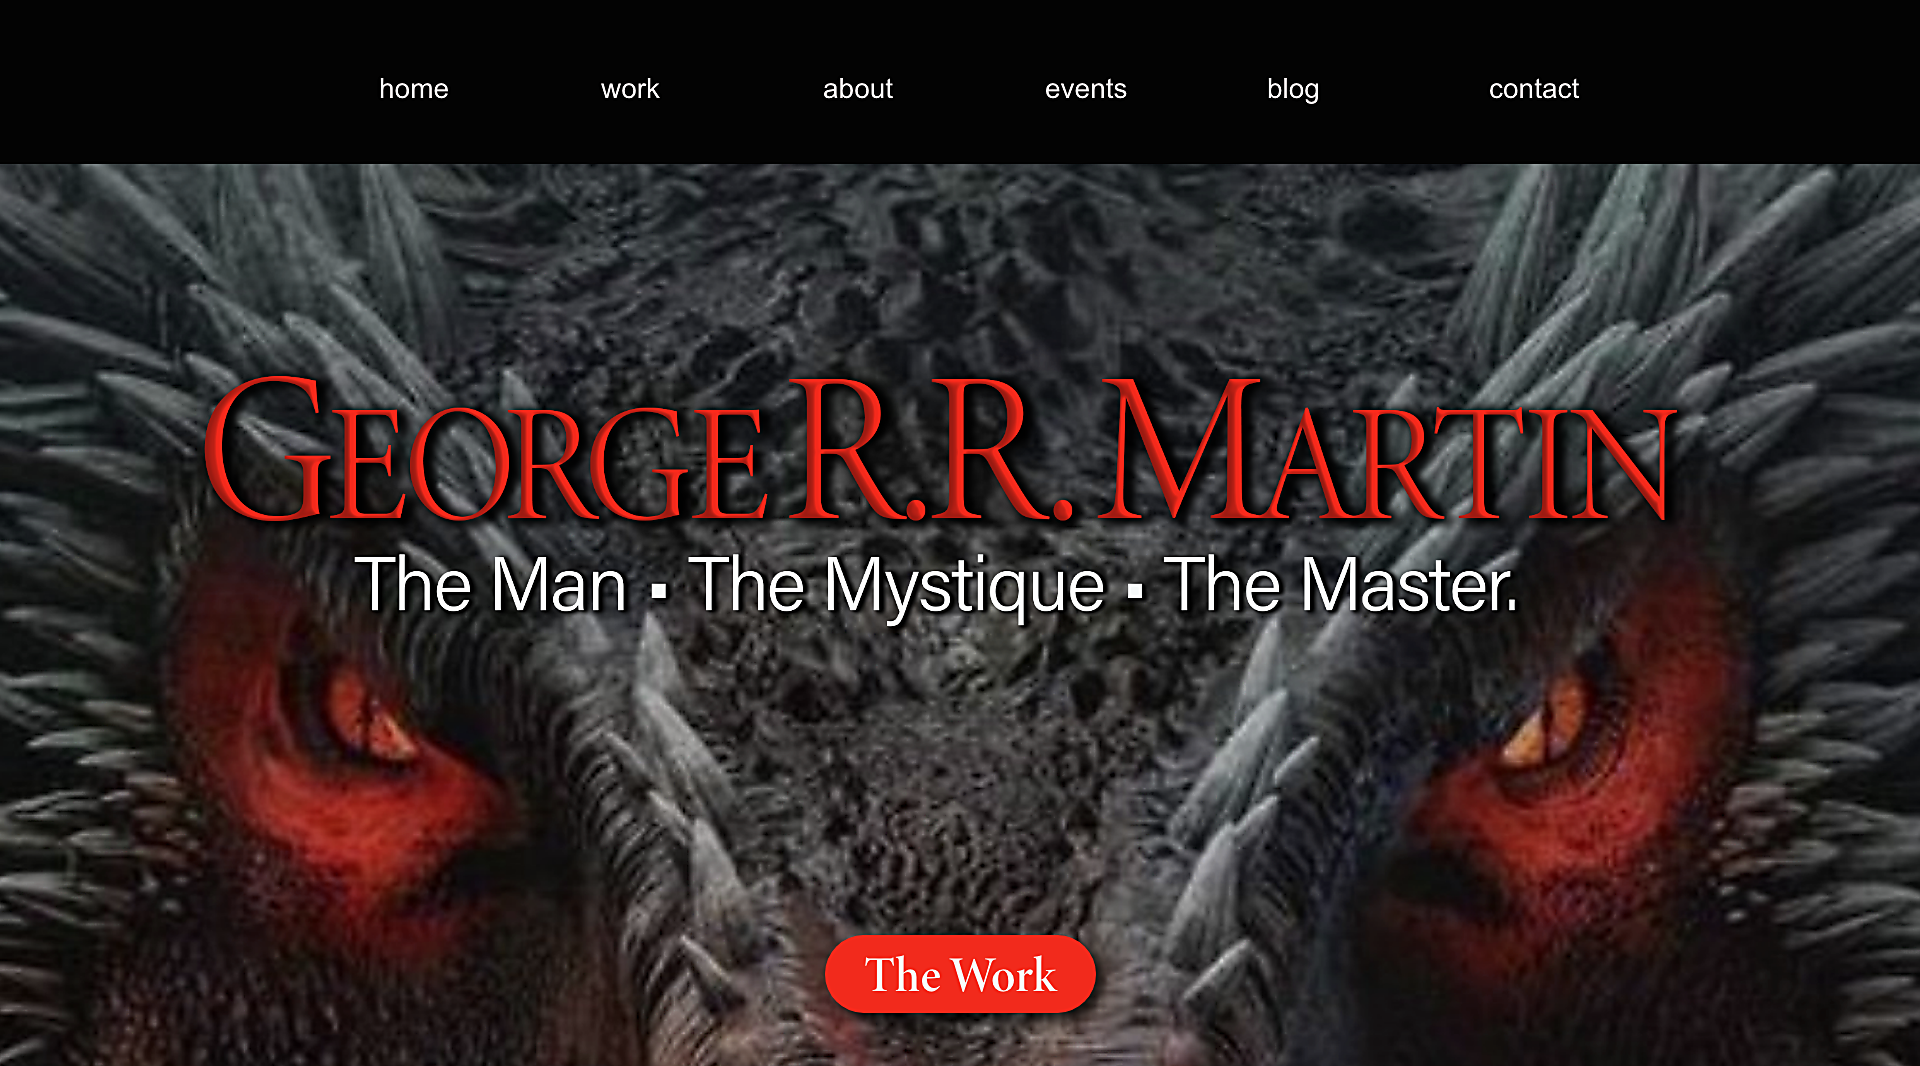 home work about events blog contact
George R.R. Martin
The Man ▪ The Mystique ▪ The Master.
The Work